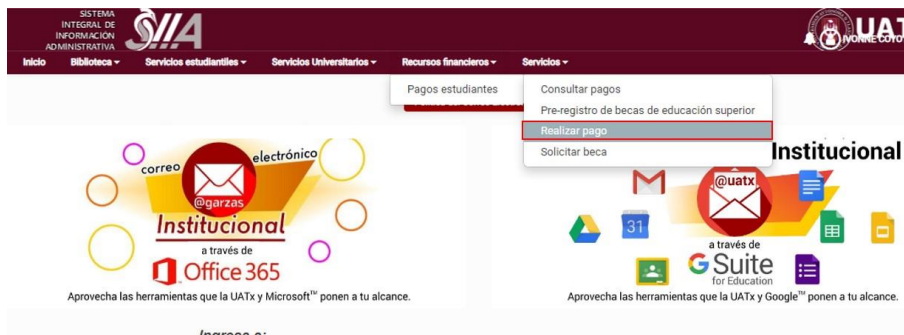 SISTEMA
INTEGRAL DE
INFORMACIÓN
ADMINISTRATIVA
SIIA
UAT
IVONNE COYO
Inicio Biblioteca Servicios estudiantiles Servicios Universitarios Recursos financieros Servicios
Pagos estudiantes
Consultar pagos
Pre-registro de becas de educación superior
Realizar pago
Solicitar beca
correo electrónico
@garzas
Institucional
a través de
Office 365
Aprovecha las herramientas que la UATx y Microsoft™ ponen a tu alcance.
Institucional
@uatx
31
a través de
G Suite
for Education
Aprovecha las herramientas que la UATx y Google™ ponen a tu alcance.
Ingresa a: